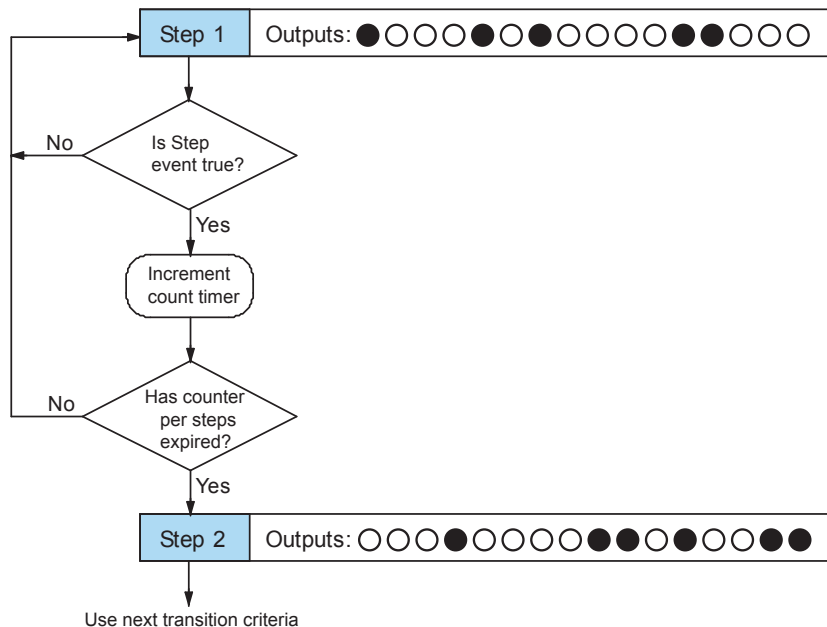 Step 1 Outputs:
Is Step
event true?
No
Yes
Increment
count timer
Has counter
per steps
expired?
No
Yes
Step 2 Outputs:
Use next transition criteria